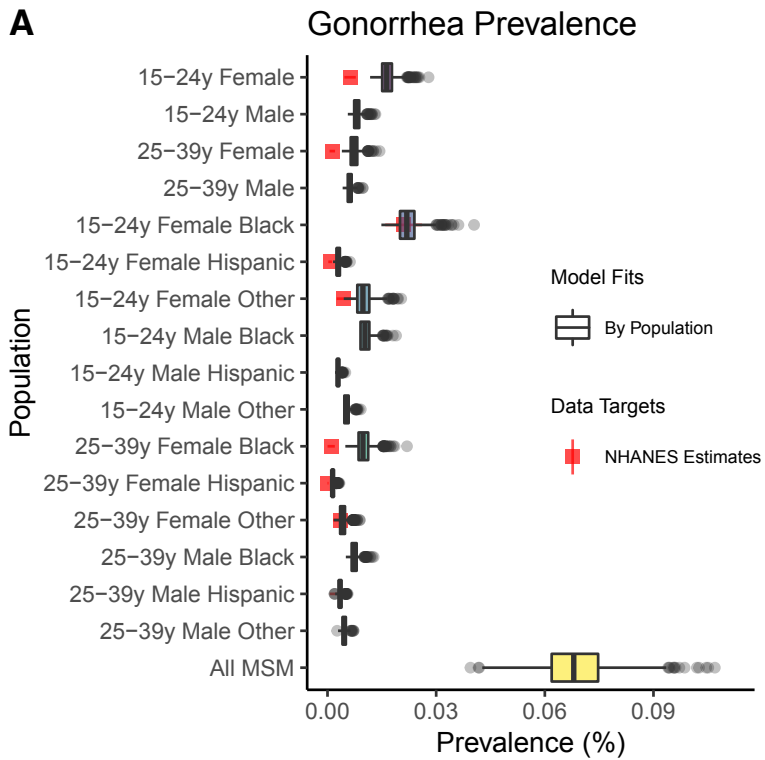 A
Gonorrhea Prevalence
Population
15−24y Female
15−24y Male
25−39y Female
25−39y Male
15−24y Female Black
15−24y Female Hispanic
15−24y Female Other
15−24y Male Black
15−24y Male Hispanic
15−24y Male Other
25−39y Female Black
25−39y Female Hispanic
25−39y Female Other
25−39y Male Black
25−39y Male Hispanic
25−39y Male Other
All MSM
Model Fits
By Population
Data Targets
NHANES Estimates
0.00 0.03 0.06 0.09
Prevalence (%)